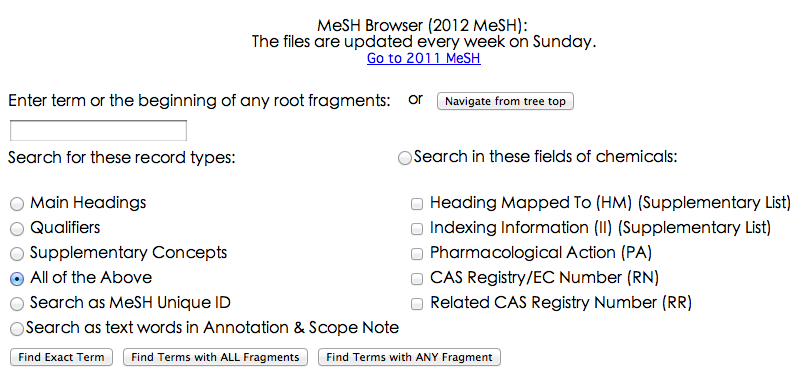 MeSH Browser (2012 MeSH):
The files are updated every week on Sunday.
Go to 2011 MeSH
Enter term or the beginning of any root fragments: or Navigate from tree top
Search for these record types:
Search in these fields of chemicals:
Main Headings
Qualifiers
Supplementary Concepts
All of the Above
Search as MeSH Unique ID
Search as text words in Annotation & Scope Note
Heading Mapped To (HM) (Supplementary List)
Indexing Information (II) (Supplementary List)
Pharmacological Action (PA)
CAS Registry/EC Number (RN)
Related CAS Registry Number (RR)
Find Exact Term Find Terms with ALL Fragments Find Terms with ANY Fragment